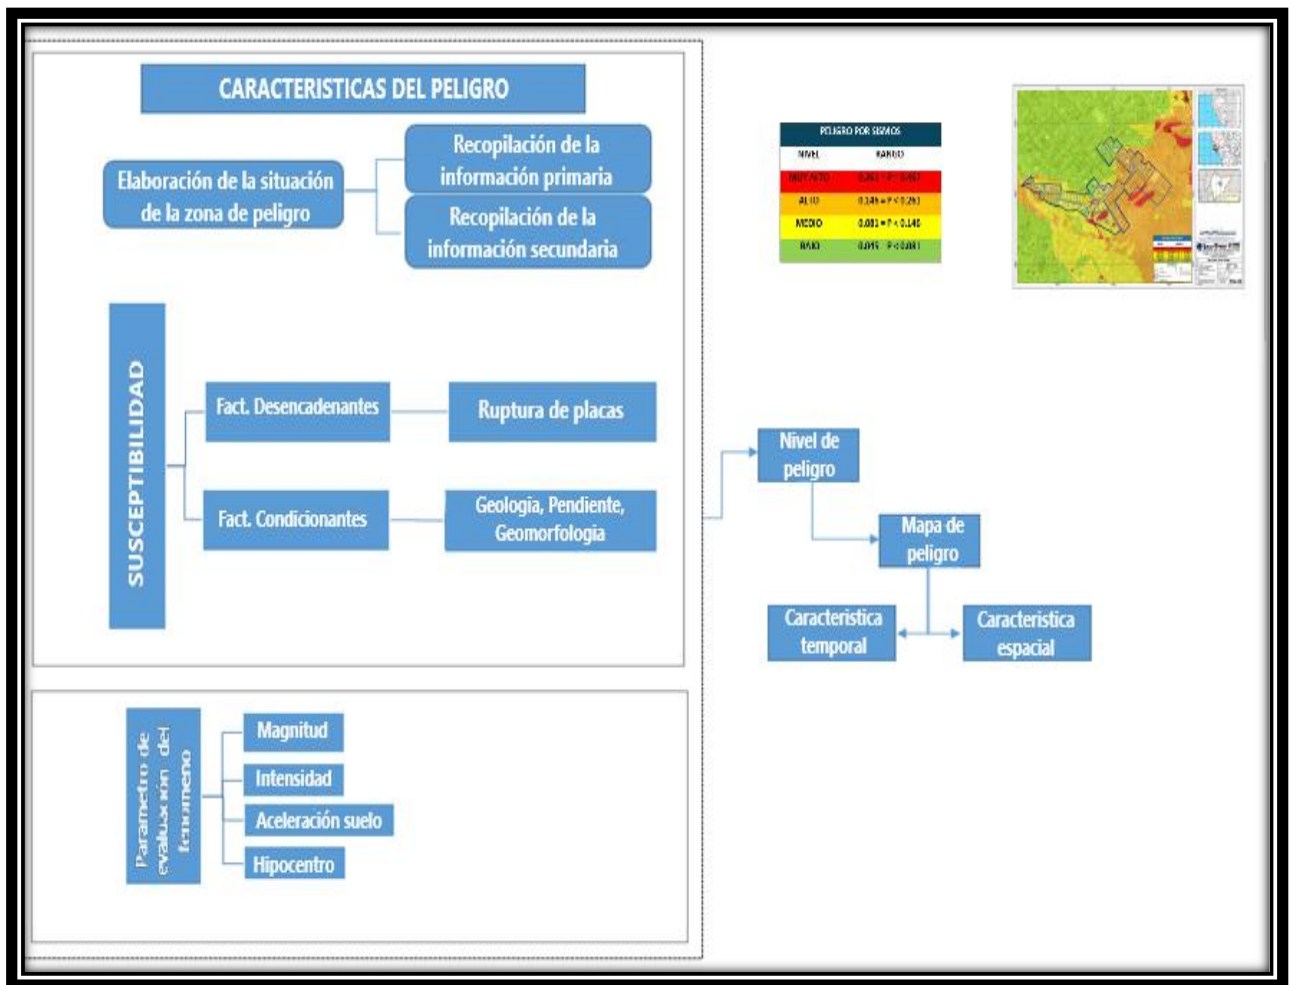 CARACTERISTICAS DEL PELIGRO
Elaboración de la situación
de la zona de peligro
Recopilación de la
información primaria
Recopilación de la
información secundaria
SUSCEPTIBILIDAD
Fact. Desencadenantes
Ruptura de placas
Fact. Condicionantes
Geologia, Pendiente,
Geomorfologia
Parametro de
evaluación del
fenomeno
Magnitud
Intensidad
Aceleración suelo
Hipocentro
PELIGRO POR SISMOS
NIVEL RANGO
MUY ALTO
ALTO
MEDIO
BAJO
Nivel de
peligro
Mapa de
peligro
Caracteristica
temporal
Caracteristica
espacial